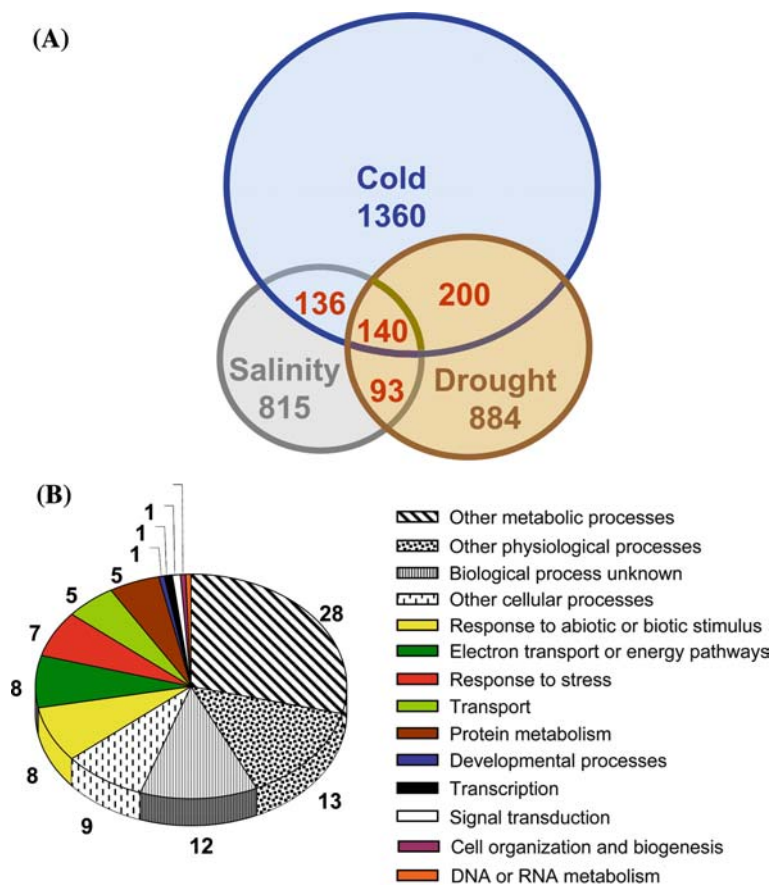 (A)
Cold
1360
136
200
140
Salinity
815
93
Drought
884
(B)
1
1
1
5
5
7
8
8
9
12
13
28
Other metabolic processes
Other physiological processes
Biological process unknown
Other cellular processes
Response to abiotic or biotic stimulus
Electron transport or energy pathways
Response to stress
Transport
Protein metabolism
Developmental processes
Transcription
Signal transduction
Cell organization and biogenesis
DNA or RNA metabolism